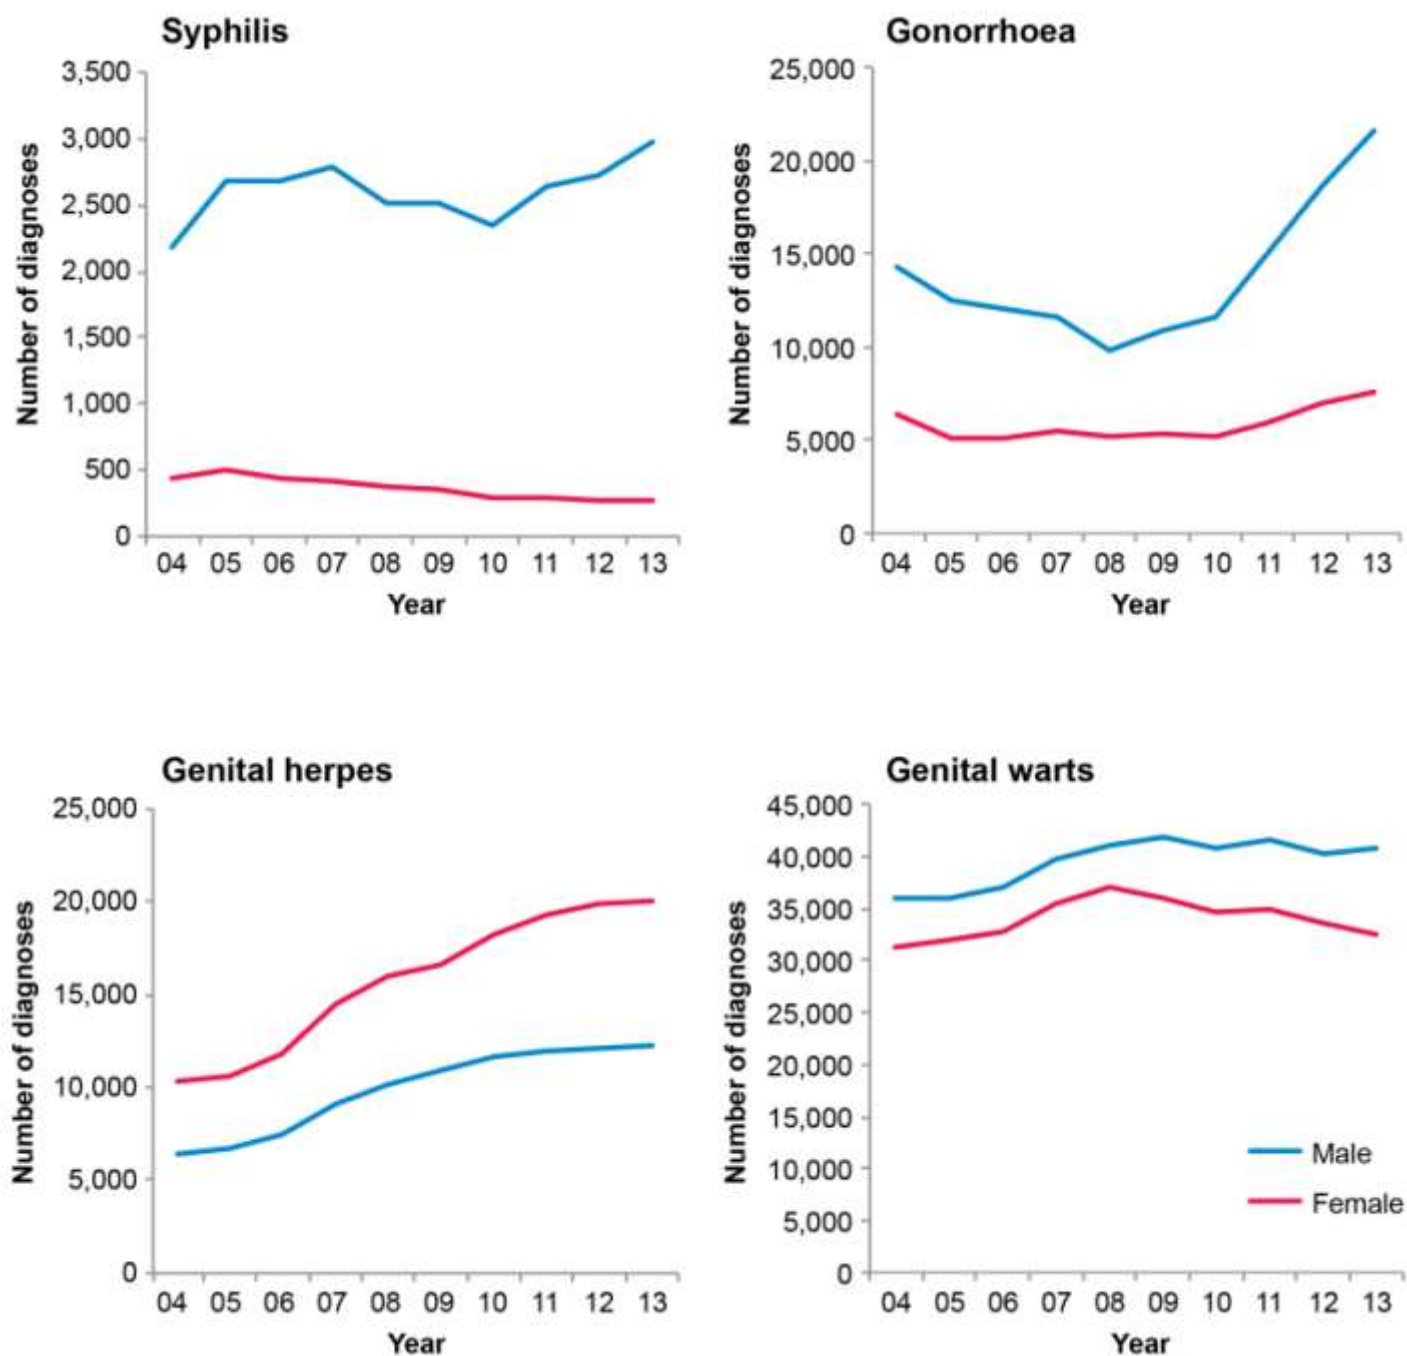 Syphilis
3,500
3,000
2,500
2,000
1,500
1,000
500
0
Number of diagnoses
04 05 06 07 08 09 10 11 12 13
Year
Gonorrhoea
25,000
20,000
15,000
10,000
5,000
0
Number of diagnoses
04 05 06 07 08 09 10 11 12 13
Year
Genital herpes
25,000
20,000
15,000
10,000
5,000
0
Number of diagnoses
04 05 06 07 08 09 10 11 12 13
Year
Genital warts
45,000
40,000
35,000
30,000
25,000
20,000
15,000
10,000
5,000
0
Number of diagnoses
Male
Female
04 05 06 07 08 09 10 11 12 13
Year